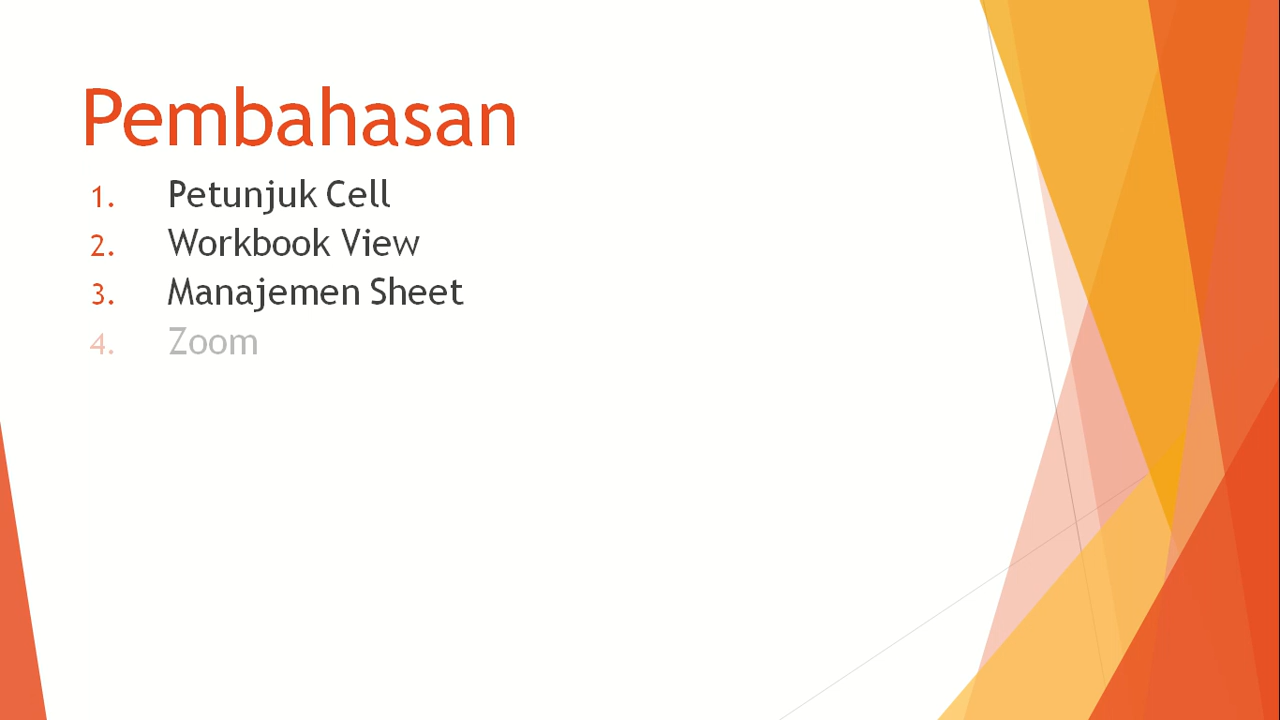 Pembahasan
1. Petunjuk Cell
2. Workbook View
3. Manajemen Sheet
4. Zoom